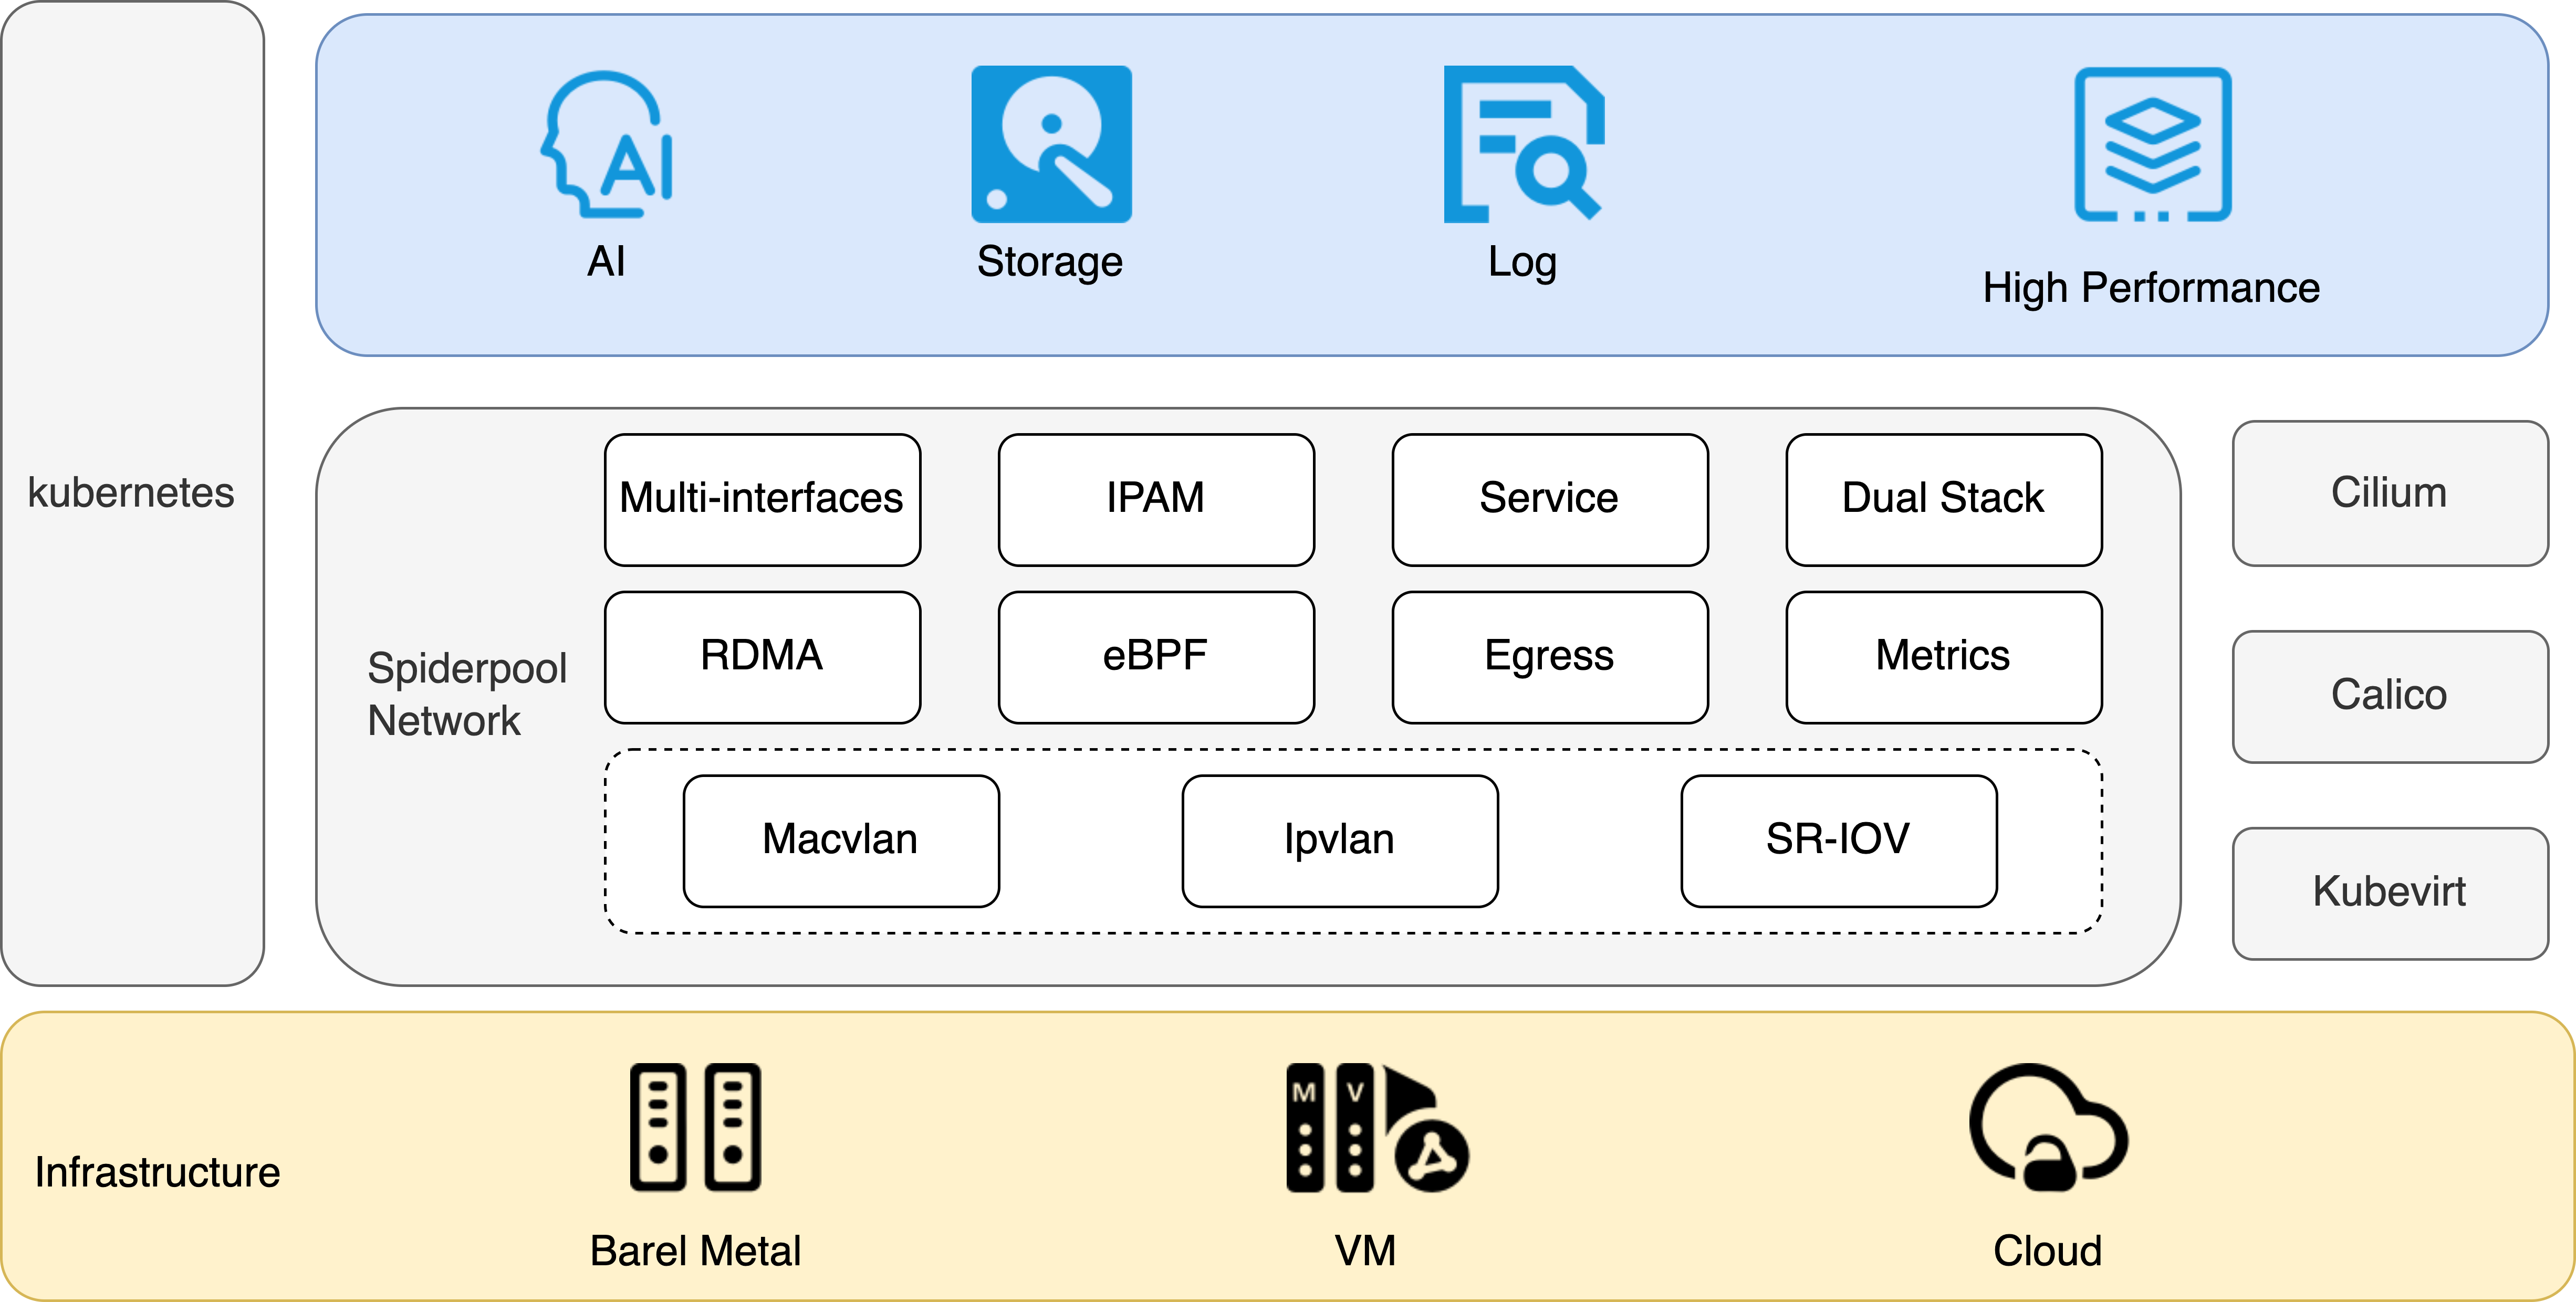 kubernetes
AI
AI
Storage
Log
High Performance
Spiderpool
Network
Multi-interfaces
IPAM
Service
Dual Stack
RDMA
eBPF
Egress
Metrics
Macvlan
Ipvlan
SR-IOV
Cilium
Calico
Kubevirt
Infrastructure
M V
Barel Metal
VM
Cloud